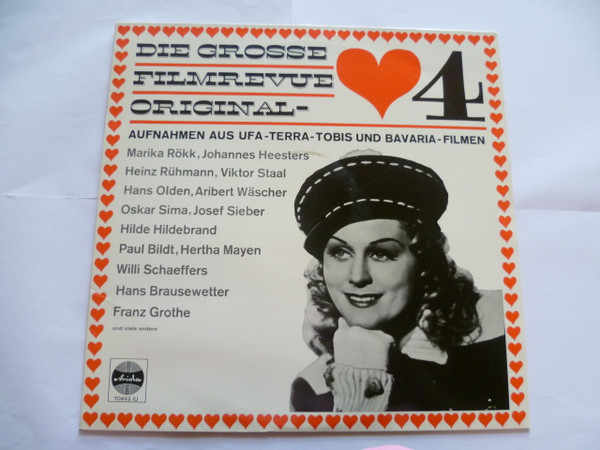 DIE GROSSE
FILMREVUE
ORIGINAL-
4
AUFNAHMEN AUS UFA-TERRA-TOBIS UND BAVARIA-FILMEN
Marika Rökk, Johannes Heesters
Heinz Rühmann, Viktor Staal
Hans Olden, Aribert Wäscher
Oskar Sima, Josef Sieber
Hilde Hildebrand
Paul Bildt, Hertha Mayen
Willi Schaeffers
Hans Brausewetter
Franz Grothe
und viele andere
Ariola
70442 IU